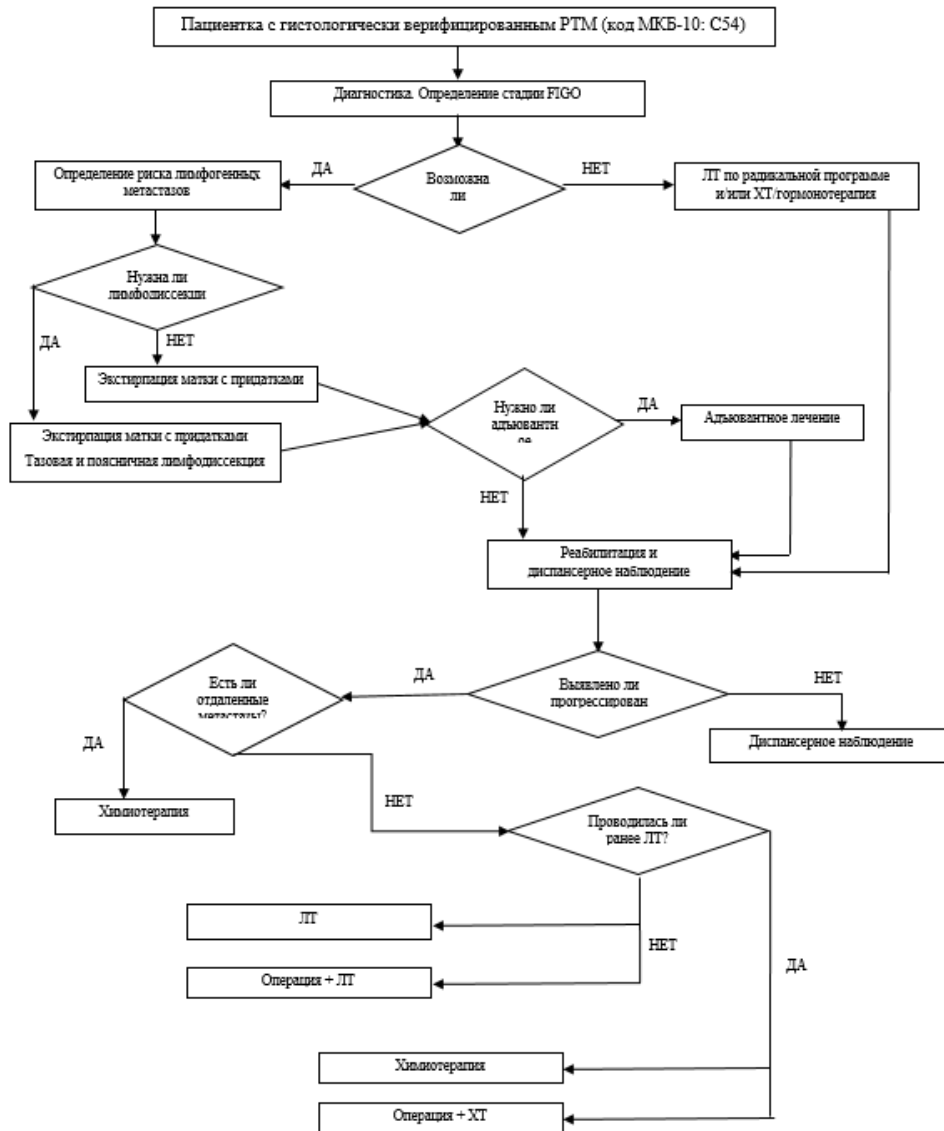 Пациентка с гистологически верифицированным РТМ (код МКБ-10: C54)
Диагностика. Определение стадии FIGO
ДА
Возможна
ли
НЕТ
Определение риска лимфогенных
метастазов
ЛТ по радикальной программе
и/или ХТ/гормонотерапия
Нужна ли
лимфодиссекци
ДА
НЕТ
Экстирпация матки с придатками
Экстирпация матки с придатками
Тазовая и поясничная лимфодиссекция
Нужно ли
адъювантн
ое
ДА
Адъювантное лечение
НЕТ
Реабилитация и
диспансерное наблюдение
Выявлено ли
прогрессирован
ДА
НЕТ
Есть ли
отдаленные
метастазы?
Диспансерное наблюдение
ДА
Химиотерапия
НЕТ
Проводилась ли
ранее ЛТ?
ЛТ
НЕТ
ДА
Операция + ЛТ
Химиотерапия
Операция + ХТ